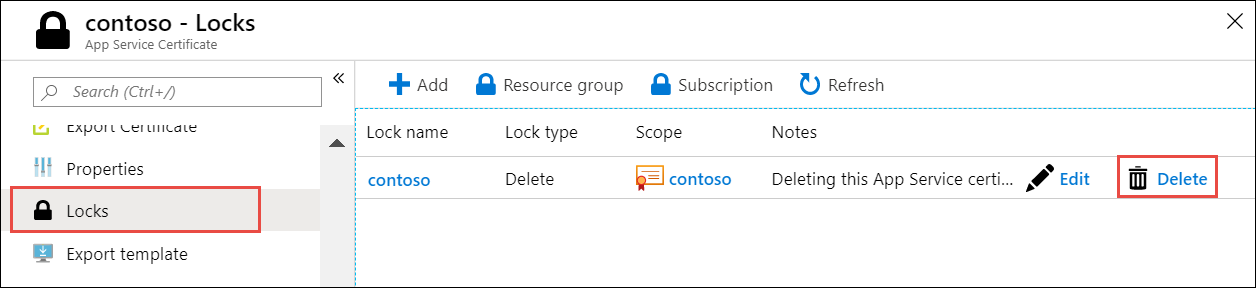 contoso - Locks
App Service Certificate
Search (Ctrl+/)
Export Certificate
Properties
Locks
Export template
Add Resource group Subscription Refresh
Lock name Lock type Scope Notes
contoso Delete contoso Deleting this App Service certi... Edit Delete